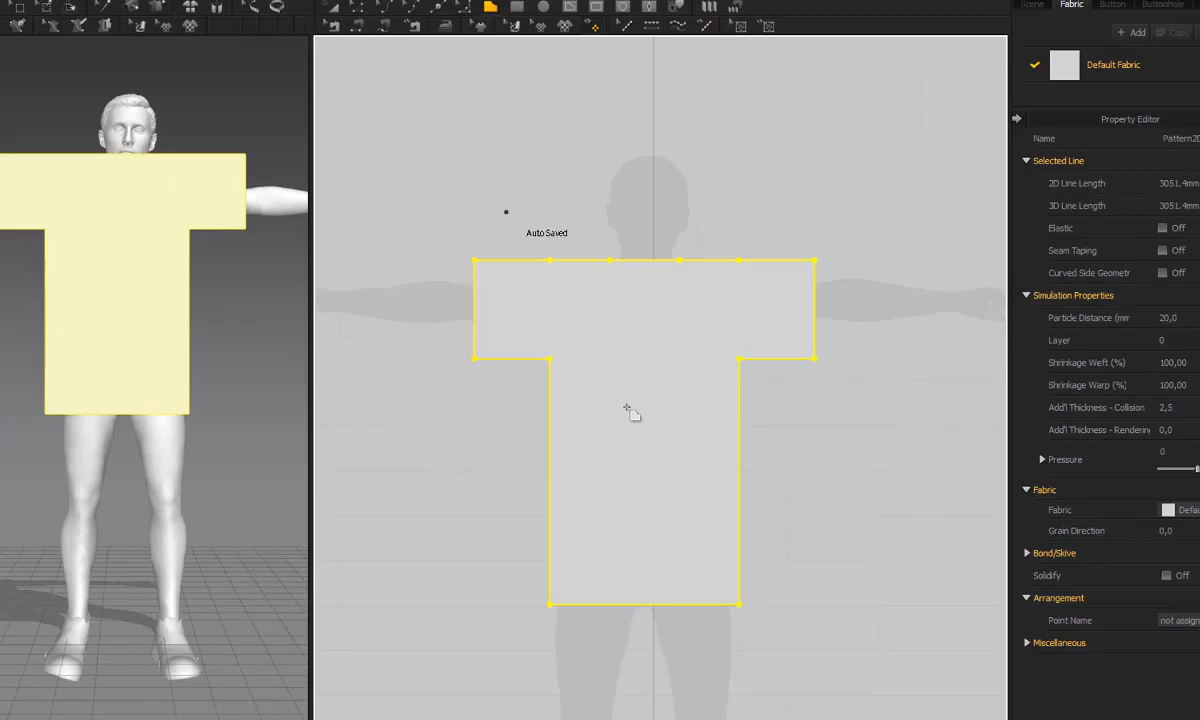 Scene Fabric Button Buttonhole
+ Add Copy
Default Fabric
Property Editor
Name Pattern2D
Selected Line
2D Line Length 3051.4mm
3D Line Length 3051.4mm
Elastic Off
Seam Taping Off
Curved Side Geometr Off
Simulation Properties
Particle Distance (mm 20,0
Layer 0
Shrinkage Weft (%) 100,00
Shrinkage Warp (%) 100,00
Add'l Thickness - Collision 2,5
Add'l Thickness - Renderin 0,0
Pressure 0
Fabric
Fabric Defau
Grain Direction 0,0
Bond/Skive
Solidify Off
Arrangement
Point Name not assign
Miscellaneous
Auto Saved